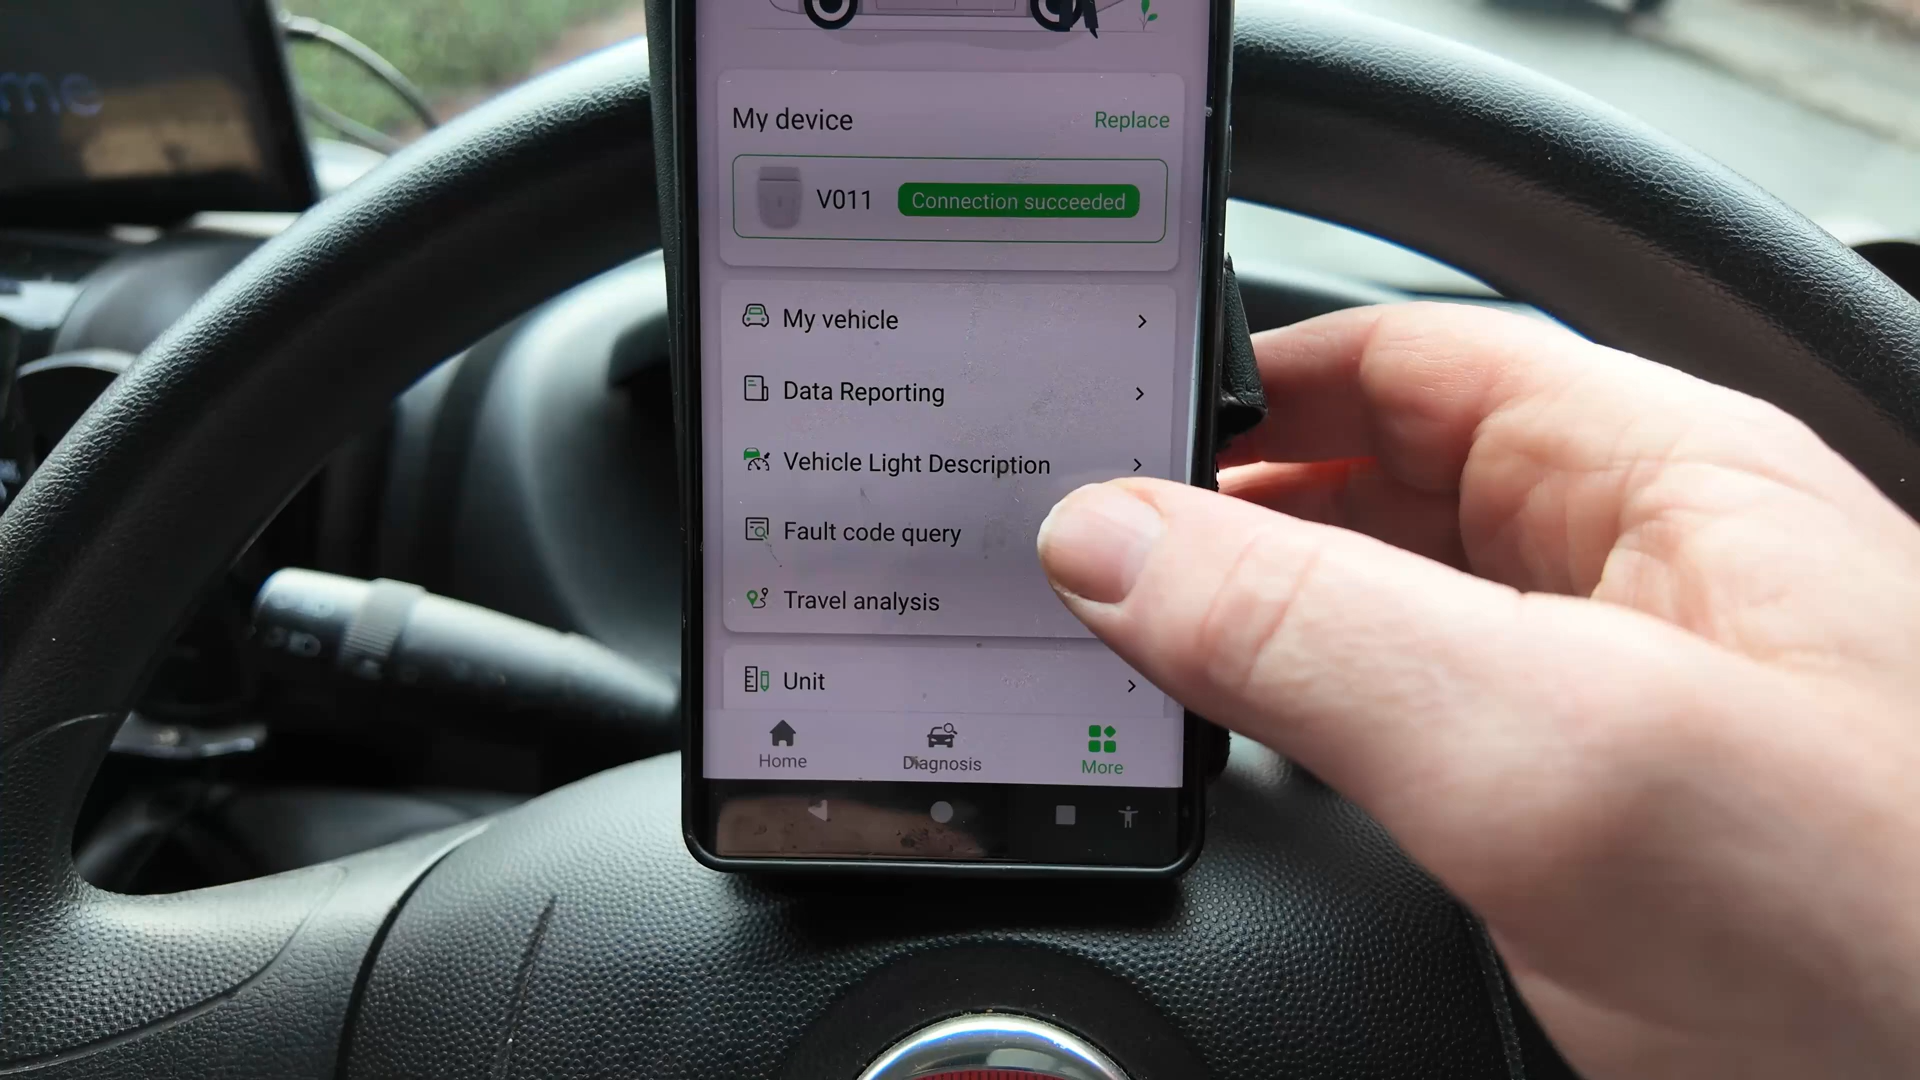 me
My device
Replace
V011
Connection succeeded
My vehicle
Data Reporting
Vehicle Light Description
Fault code query
Travel analysis
Unit
Home
Diagnosis
More